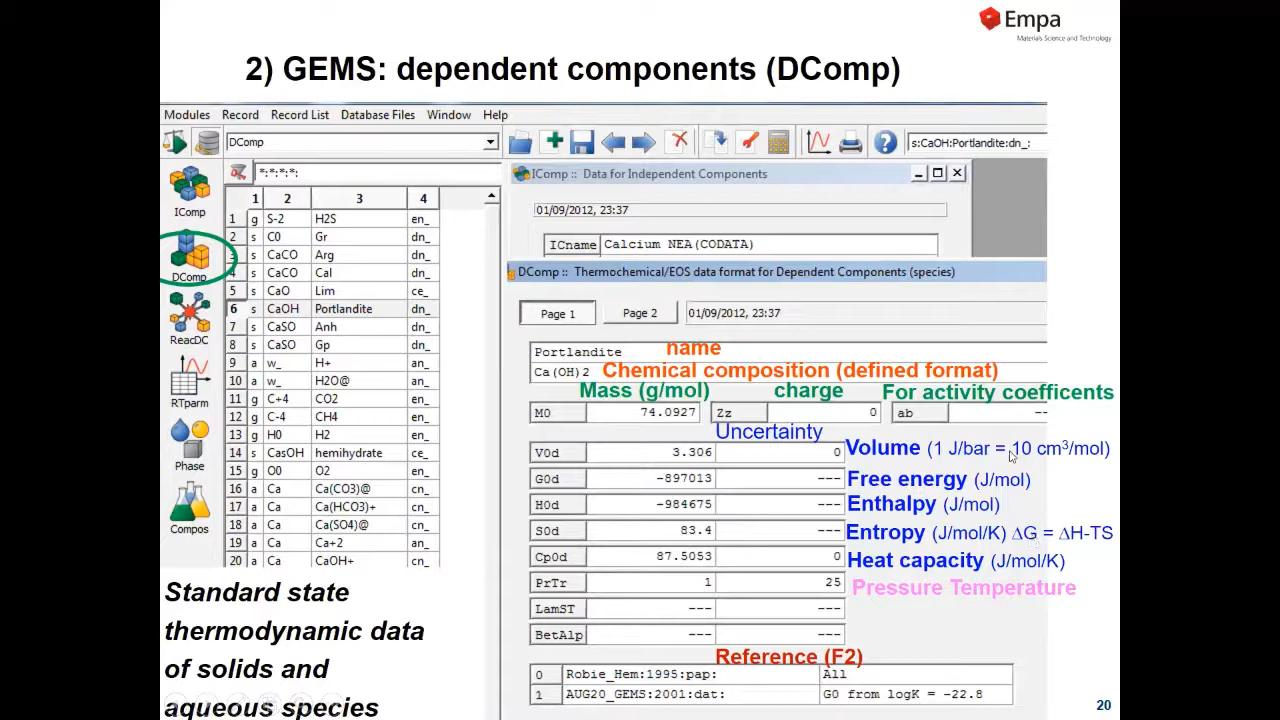 Empa
Materials Science and Technology
2) GEMS: dependent components (DComp)
Modules Record Record List Database Files Window Help
DComp
s:CaOH:Portlandite:dn_:
*:*:*:*:
IComp
DComp
ReacDC
RTparm
Phase
Compos
1 2 3 4
1 g S-2 H2S en_
2 s C0 Gr dn_
3 s CaCO Arg dn_
4 s CaCO Cal dn_
5 s CaO Lim ce_
6 s CaOH Portlandite dn_
7 s CaSO Anh dn_
8 s CaSO Gp dn_
9 a w_ H+ an_
10 a w_ H2O@ an_
11 g C+4 CO2 en_
12 g C-4 CH4 en_
13 g H0 H2 en_
14 s CasOH hemihydrate ce_
15 g O0 O2 en_
16 a Ca Ca(CO3)@ cn_
17 a Ca Ca(HCO3)+ cn_
18 a Ca Ca(SO4)@ cn_
19 a Ca Ca+2 an_
20 a Ca CaOH+ cn_
IComp :: Data for Independent Components
01/09/2012, 23:37
ICname Calcium NEA(CODATA)
DComp :: Thermochemical/EOS data format for Dependent Components (species)
Page 1 Page 2 01/09/2012, 23:37
Portlandite name
Ca(OH)2 Chemical composition (defined format)
Mass (g/mol) charge For activity coefficents
M0 74.0927 Zz 0 ab --
Uncertainty
V0d 3.306 0 Volume (1 J/bar = 10 cm³/mol)
G0d -897013 --- Free energy (J/mol)
H0d -984675 --- Enthalpy (J/mol)
S0d 83.4 --- Entropy (J/mol/K) ∆G = ∆H-TS
Cp0d 87.5053 0 Heat capacity (J/mol/K)
PrTr 1 25 Pressure Temperature
LamST --- ---
BetAlp --- ---
Reference (F2)
0 Robie_Hem:1995:pap: All
1 AUG20_GEMS:2001:dat: G0 from logK = -22.8
Standard state
thermodynamic data
of solids and
aqueous species
20